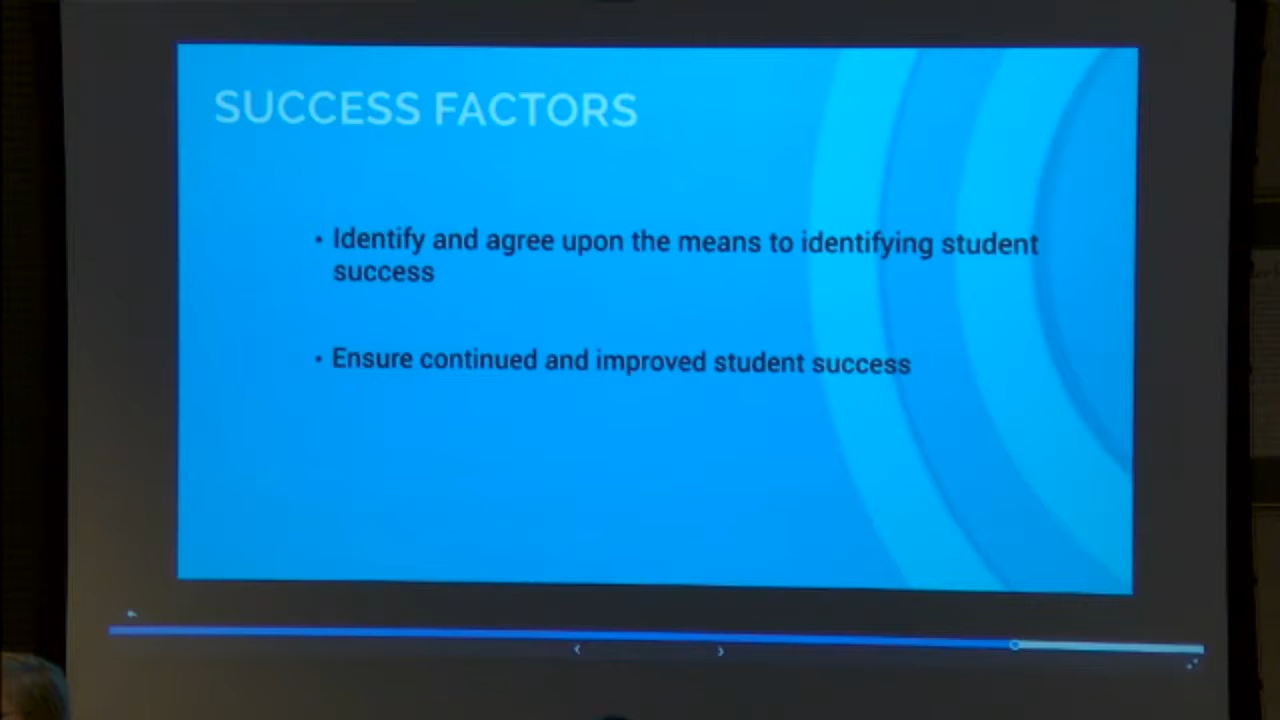 SUCCESS FACTORS
• Identify and agree upon the means to identifying student
success
• Ensure continued and improved student success